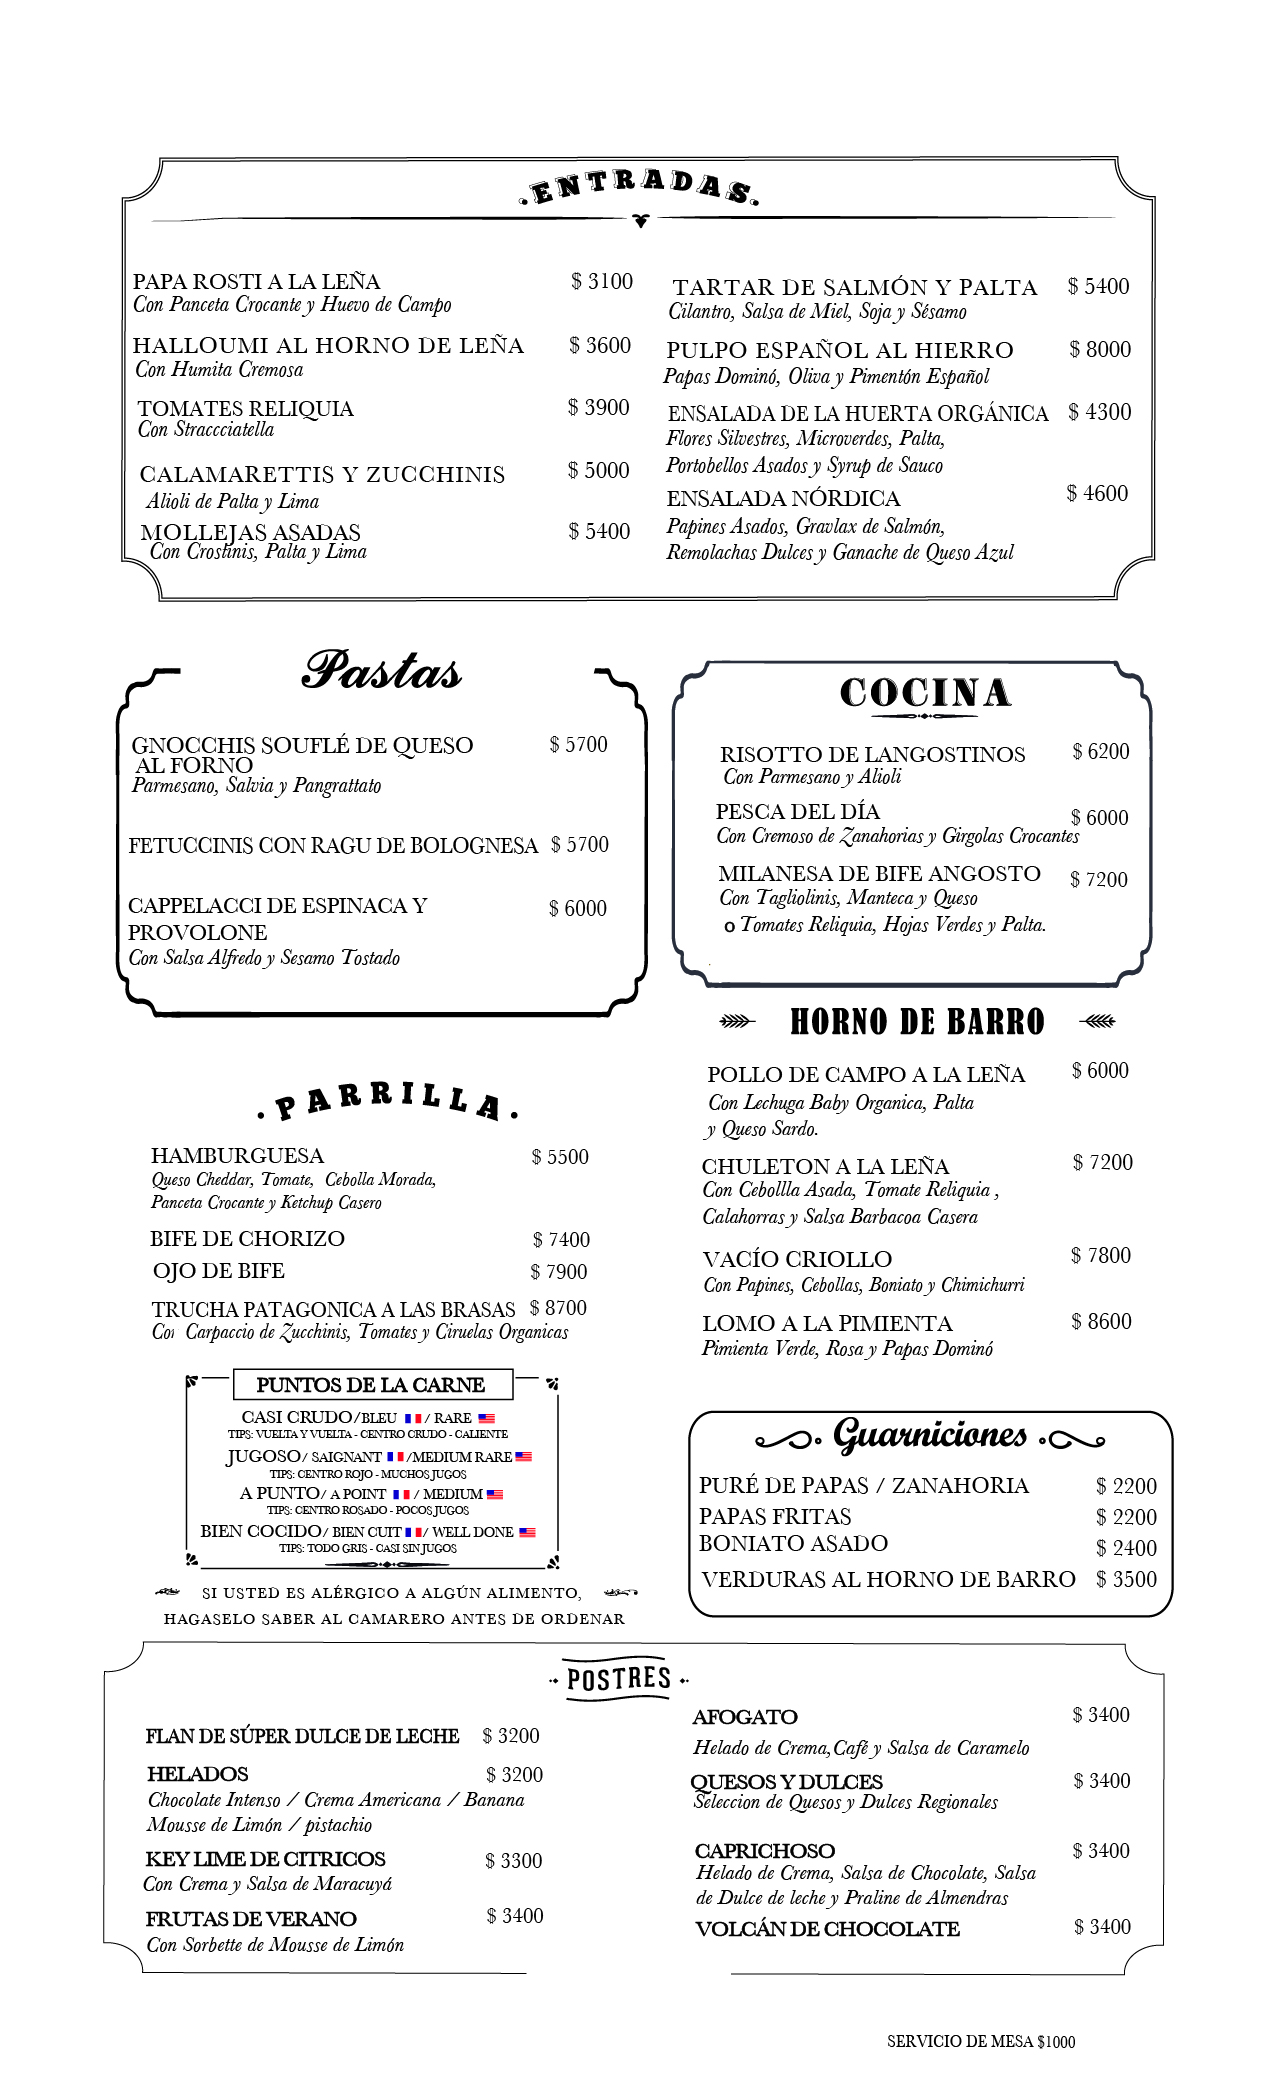 ENTRADAS
PAPA ROSTI A LA LEÑA $ 3100
Con Panceta Crocante y Huevo de Campo
HALLOUMI AL HORNO DE LEÑA $ 3600
Con Humita Cremosa
TOMATES RELIQUIA $ 3900
Con Straccciatella
CALAMARETTIS Y ZUCCHINIS $ 5000
Alioli de Palta y Lima
MOLLEJAS ASADAS $ 5400
Con Crostinis, Palta y Lima
TARTAR DE SALMÓN Y PALTA $ 5400
Cilantro, Salsa de Miel, Soja y Sésamo
PULPO ESPAÑOL AL HIERRO $ 8000
Papas Dominó, Oliva y Pimentón Español
ENSALADA DE LA HUERTA ORGÁNICA $ 4300
Flores Silvestres, Microverdes, Palta,
Portobellos Asados y Syrup de Sauco
ENSALADA NÓRDICA $ 4600
Papines Asados, Gravlax de Salmón,
Remolachas Dulces y Ganache de Queso Azul
Pastas
GNOCCHIS SOUFLÉ DE QUESO $ 5700
AL FORNO
Parmesano, Salvia y Pangrattato
FETUCCINIS CON RAGU DE BOLOGNESA $ 5700
CAPPELACCI DE ESPINACA Y $ 6000
PROVOLONE
Con Salsa Alfredo y Sesamo Tostado
COCINA
RISOTTO DE LANGOSTINOS $ 6200
Con Parmesano y Alioli
PESCA DEL DÍA $ 6000
Con Cremoso de Zanahorias y Girgolas Crocantes
MILANESA DE BIFE ANGOSTO $ 7200
Con Tagliolinis, Manteca y Queso
o Tomates Reliquia, Hojas Verdes y Palta.
HORNO DE BARRO
POLLO DE CAMPO A LA LEÑA $ 6000
Con Lechuga Baby Organica, Palta
y Queso Sardo.
CHULETON A LA LEÑA $ 7200
Con Cebollla Asada, Tomate Reliquia ,
Calahorras y Salsa Barbacoa Casera
VACÍO CRIOLLO $ 7800
Con Papines, Cebollas, Boniato y Chimichurri
LOMO A LA PIMIENTA $ 8600
Pimienta Verde, Rosa y Papas Dominó
PARRILLA
HAMBURGUESA $ 5500
Queso Cheddar, Tomate, Cebolla Morada,
Panceta Crocante y Ketchup Casero
BIFE DE CHORIZO $ 7400
OJO DE BIFE $ 7900
TRUCHA PATAGONICA A LAS BRASAS $ 8700
Con Carpaccio de Zucchinis, Tomates y Ciruelas Organicas
PUNTOS DE LA CARNE
CASI CRUDO/BLEU / RARE
TIPS: VUELTA Y VUELTA - CENTRO CRUDO - CALIENTE
JUGOSO/ SAIGNANT /MEDIUM RARE
TIPS: CENTRO ROJO - MUCHOS JUGOS
A PUNTO/ A POINT / MEDIUM
TIPS: CENTRO ROSADO - POCOS JUGOS
BIEN COCIDO/ BIEN CUIT / WELL DONE
TIPS: TODO GRIS - CASI SIN JUGOS
SI USTED ES ALÉRGICO A ALGÚN ALIMENTO,
HAGASELO SABER AL CAMARERO ANTES DE ORDENAR
Guarniciones
PURÉ DE PAPAS / ZANAHORIA $ 2200
PAPAS FRITAS $ 2200
BONIATO ASADO $ 2400
VERDURAS AL HORNO DE BARRO $ 3500
POSTRES
FLAN DE SÚPER DULCE DE LECHE $ 3200
HELADOS $ 3200
Chocolate Intenso / Crema Americana / Banana
Mousse de Limón / pistachio
KEY LIME DE CITRICOS $ 3300
Con Crema y Salsa de Maracuyá
FRUTAS DE VERANO $ 3400
Con Sorbette de Mousse de Limón
AFOGATO $ 3400
Helado de Crema,Café y Salsa de Caramelo
QUESOS Y DULCES $ 3400
Seleccion de Quesos y Dulces Regionales
CAPRICHOSO $ 3400
Helado de Crema, Salsa de Chocolate, Salsa
de Dulce de leche y Praline de Almendras
VOLCÁN DE CHOCOLATE $ 3400
SERVICIO DE MESA $1000